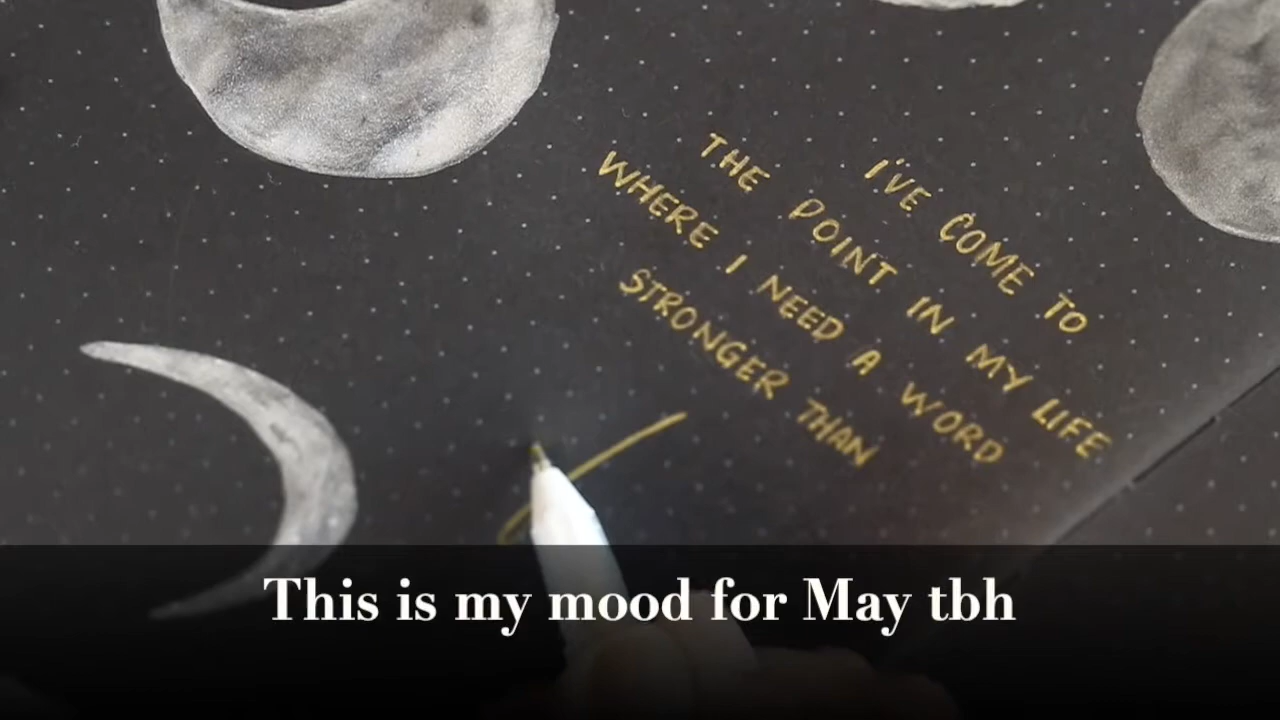 I'VE COME TO
THE POINT IN MY LIFE
WHERE I NEED A WORD
STRONGER THAN
This is my mood for May tbh